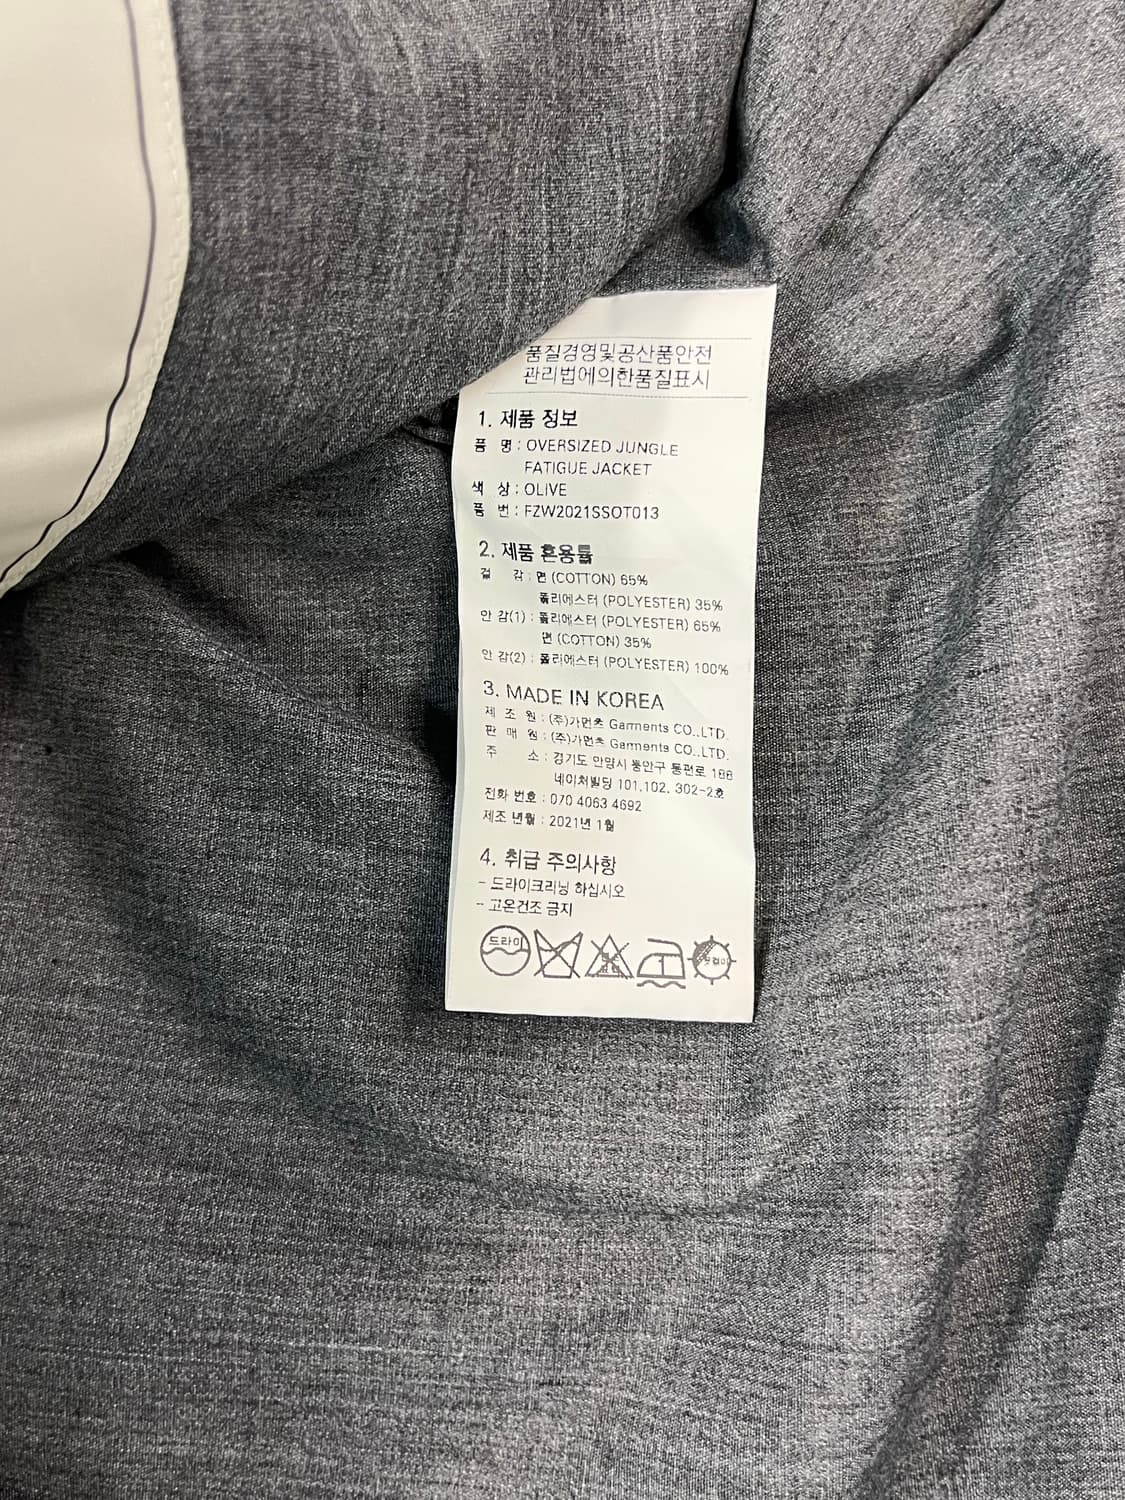 품질경영및공산품안전
관리법에의한품질표시
1. 제품 정보
품 명 : OVERSIZED JUNGLE
FATIGUE JACKET
색 상 : OLIVE
품 번 : FZW2021SSOT013
2. 제품 혼용률
겉 감 : 면 (COTTON) 65%
폴리에스터 (POLYESTER) 35%
안 감(1) : 폴리에스터 (POLYESTER) 65%
면 (COTTON) 35%
안 감(2) : 폴리에스터 (POLYESTER) 100%
3. MADE IN KOREA
제 조 원 : (주)가먼츠 Garments CO.,LTD.
판 매 원 : (주)가먼츠 Garments CO.,LTD.
주 소 : 경기도 안양시 동안구 흥안대로
네이처빌딩 101,102, 302-2호
전화 번호 : 070 4063 4692
제조 년월 : 2021년 1월
4. 취급 주의사항
- 드라이크리닝 하십시오
- 고온건조 금지
드라이